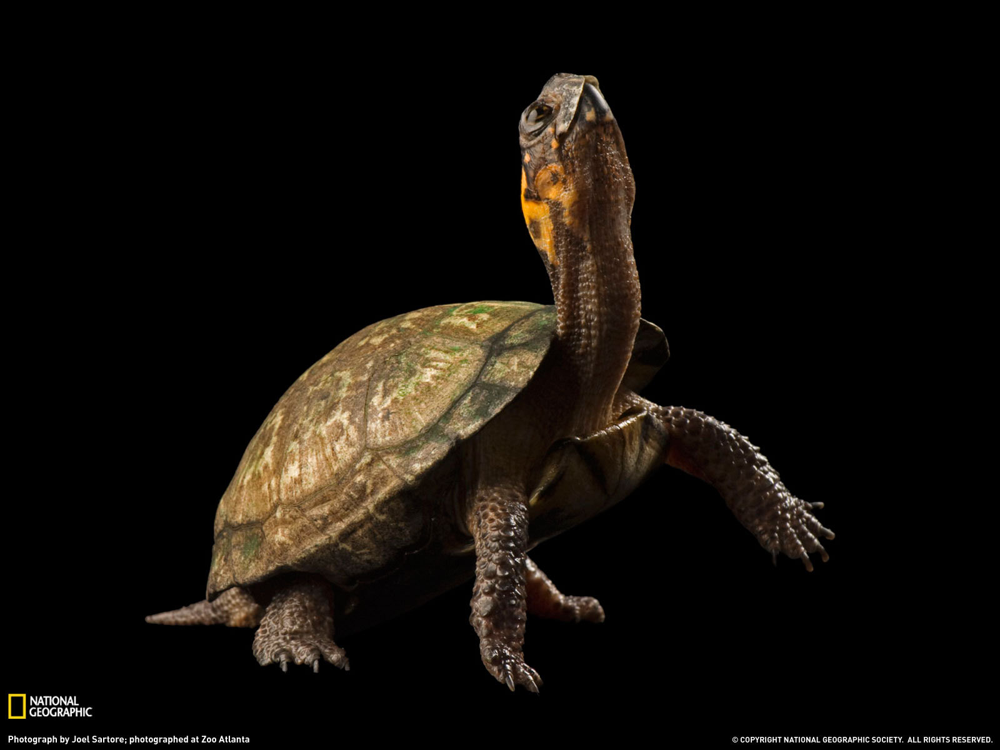 NATIONAL
GEOGRAPHIC
Photograph by Joel Sartore; photographed at Zoo Atlanta
© COPYRIGHT NATIONAL GEOGRAPHIC SOCIETY. ALL RIGHTS RESERVED.